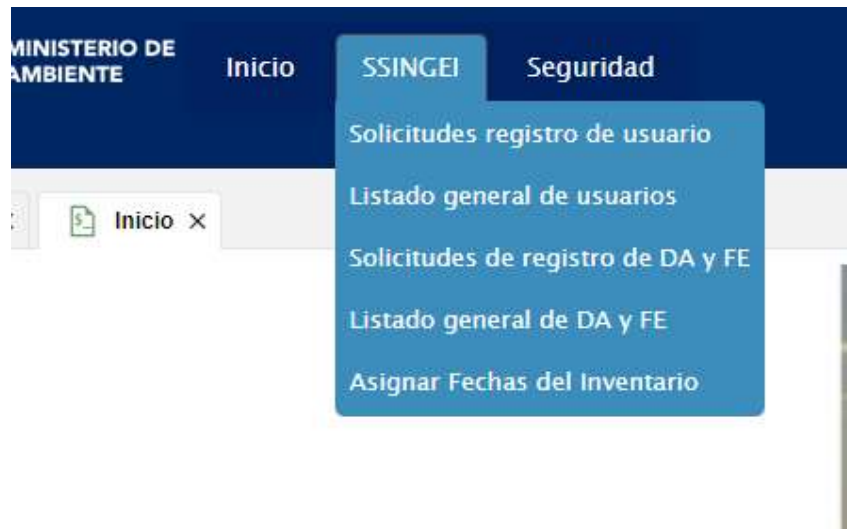 MINISTERIO DE
AMBIENTE
Inicio
SSINGEI
Seguridad
Solicitudes registro de usuario
Listado general de usuarios
Inicio ×
Solicitudes de registro de DA y FE
Listado general de DA y FE
Asignar Fechas del Inventario